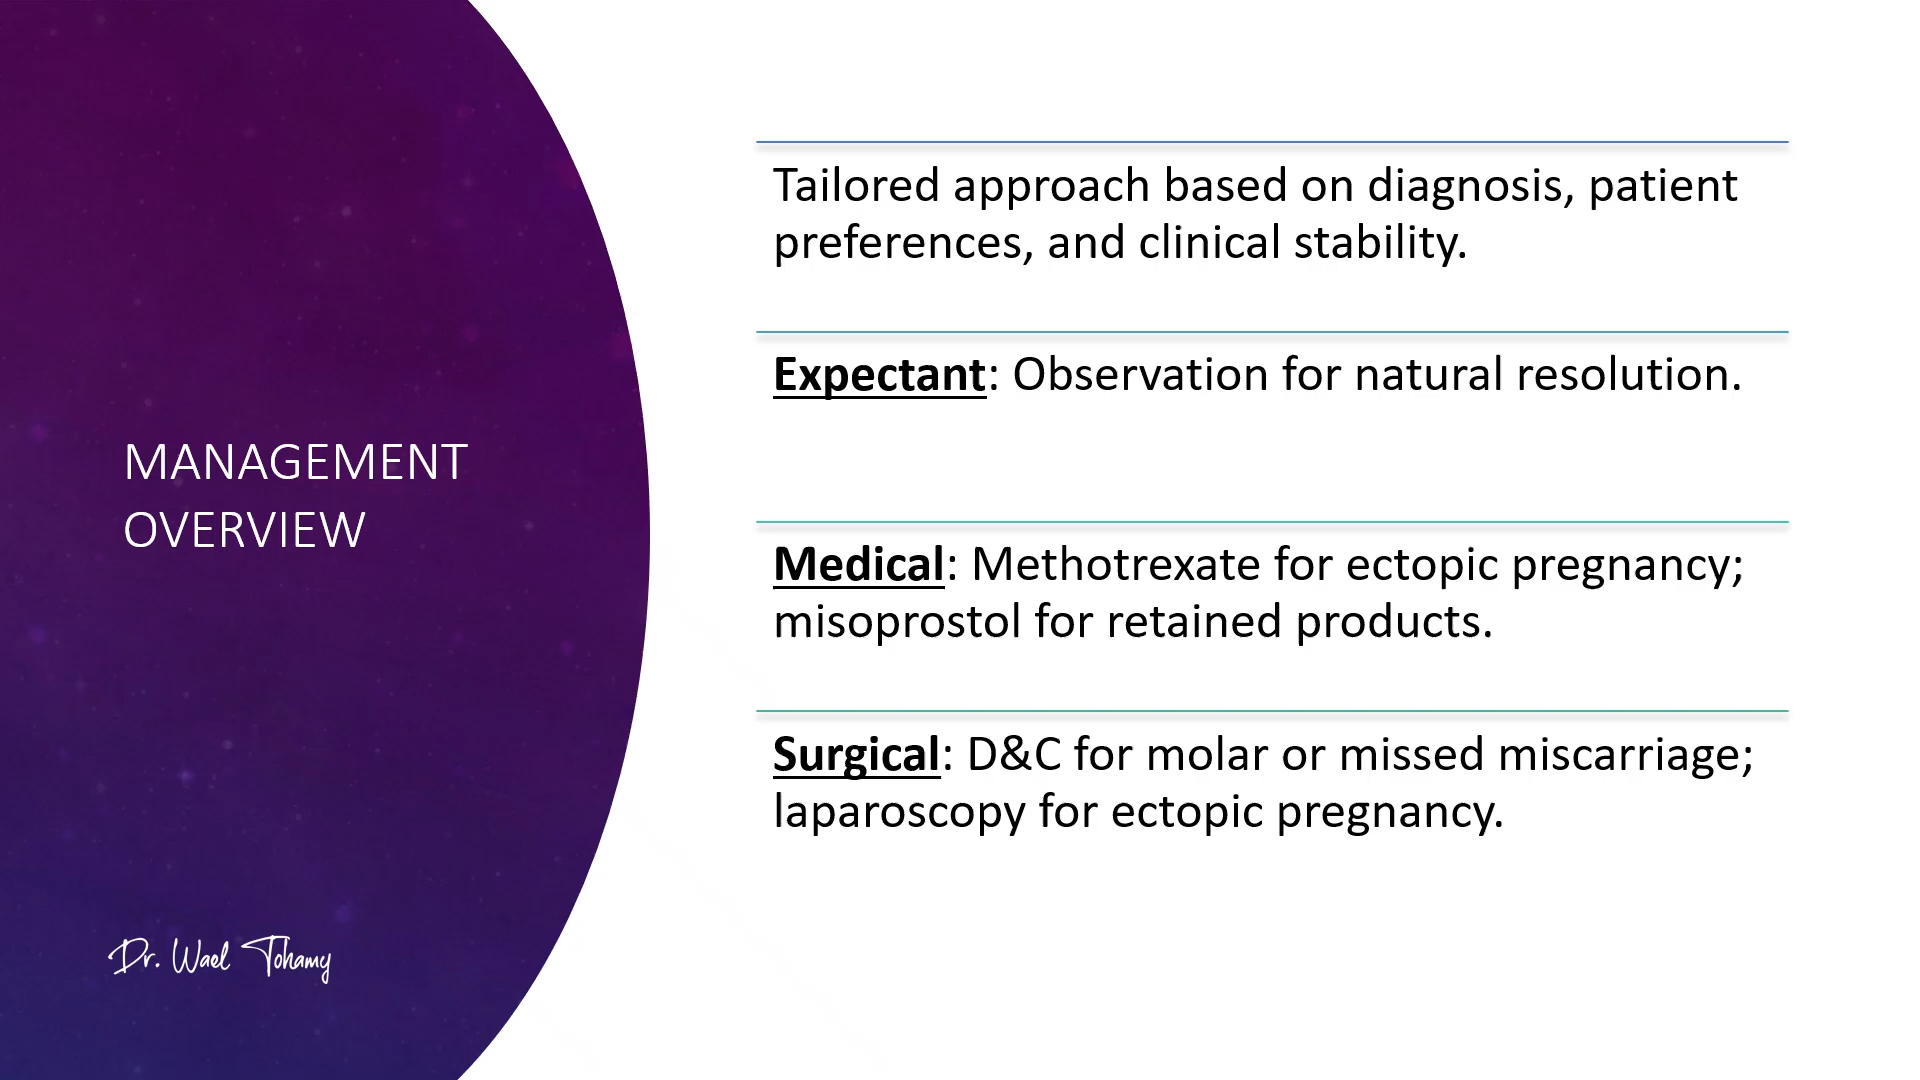 MANAGEMENT
OVERVIEW
Dr. Wael Tohamy
Tailored approach based on diagnosis, patient
preferences, and clinical stability.
Expectant: Observation for natural resolution.
Medical: Methotrexate for ectopic pregnancy;
misoprostol for retained products.
Surgical: D&C for molar or missed miscarriage;
laparoscopy for ectopic pregnancy.